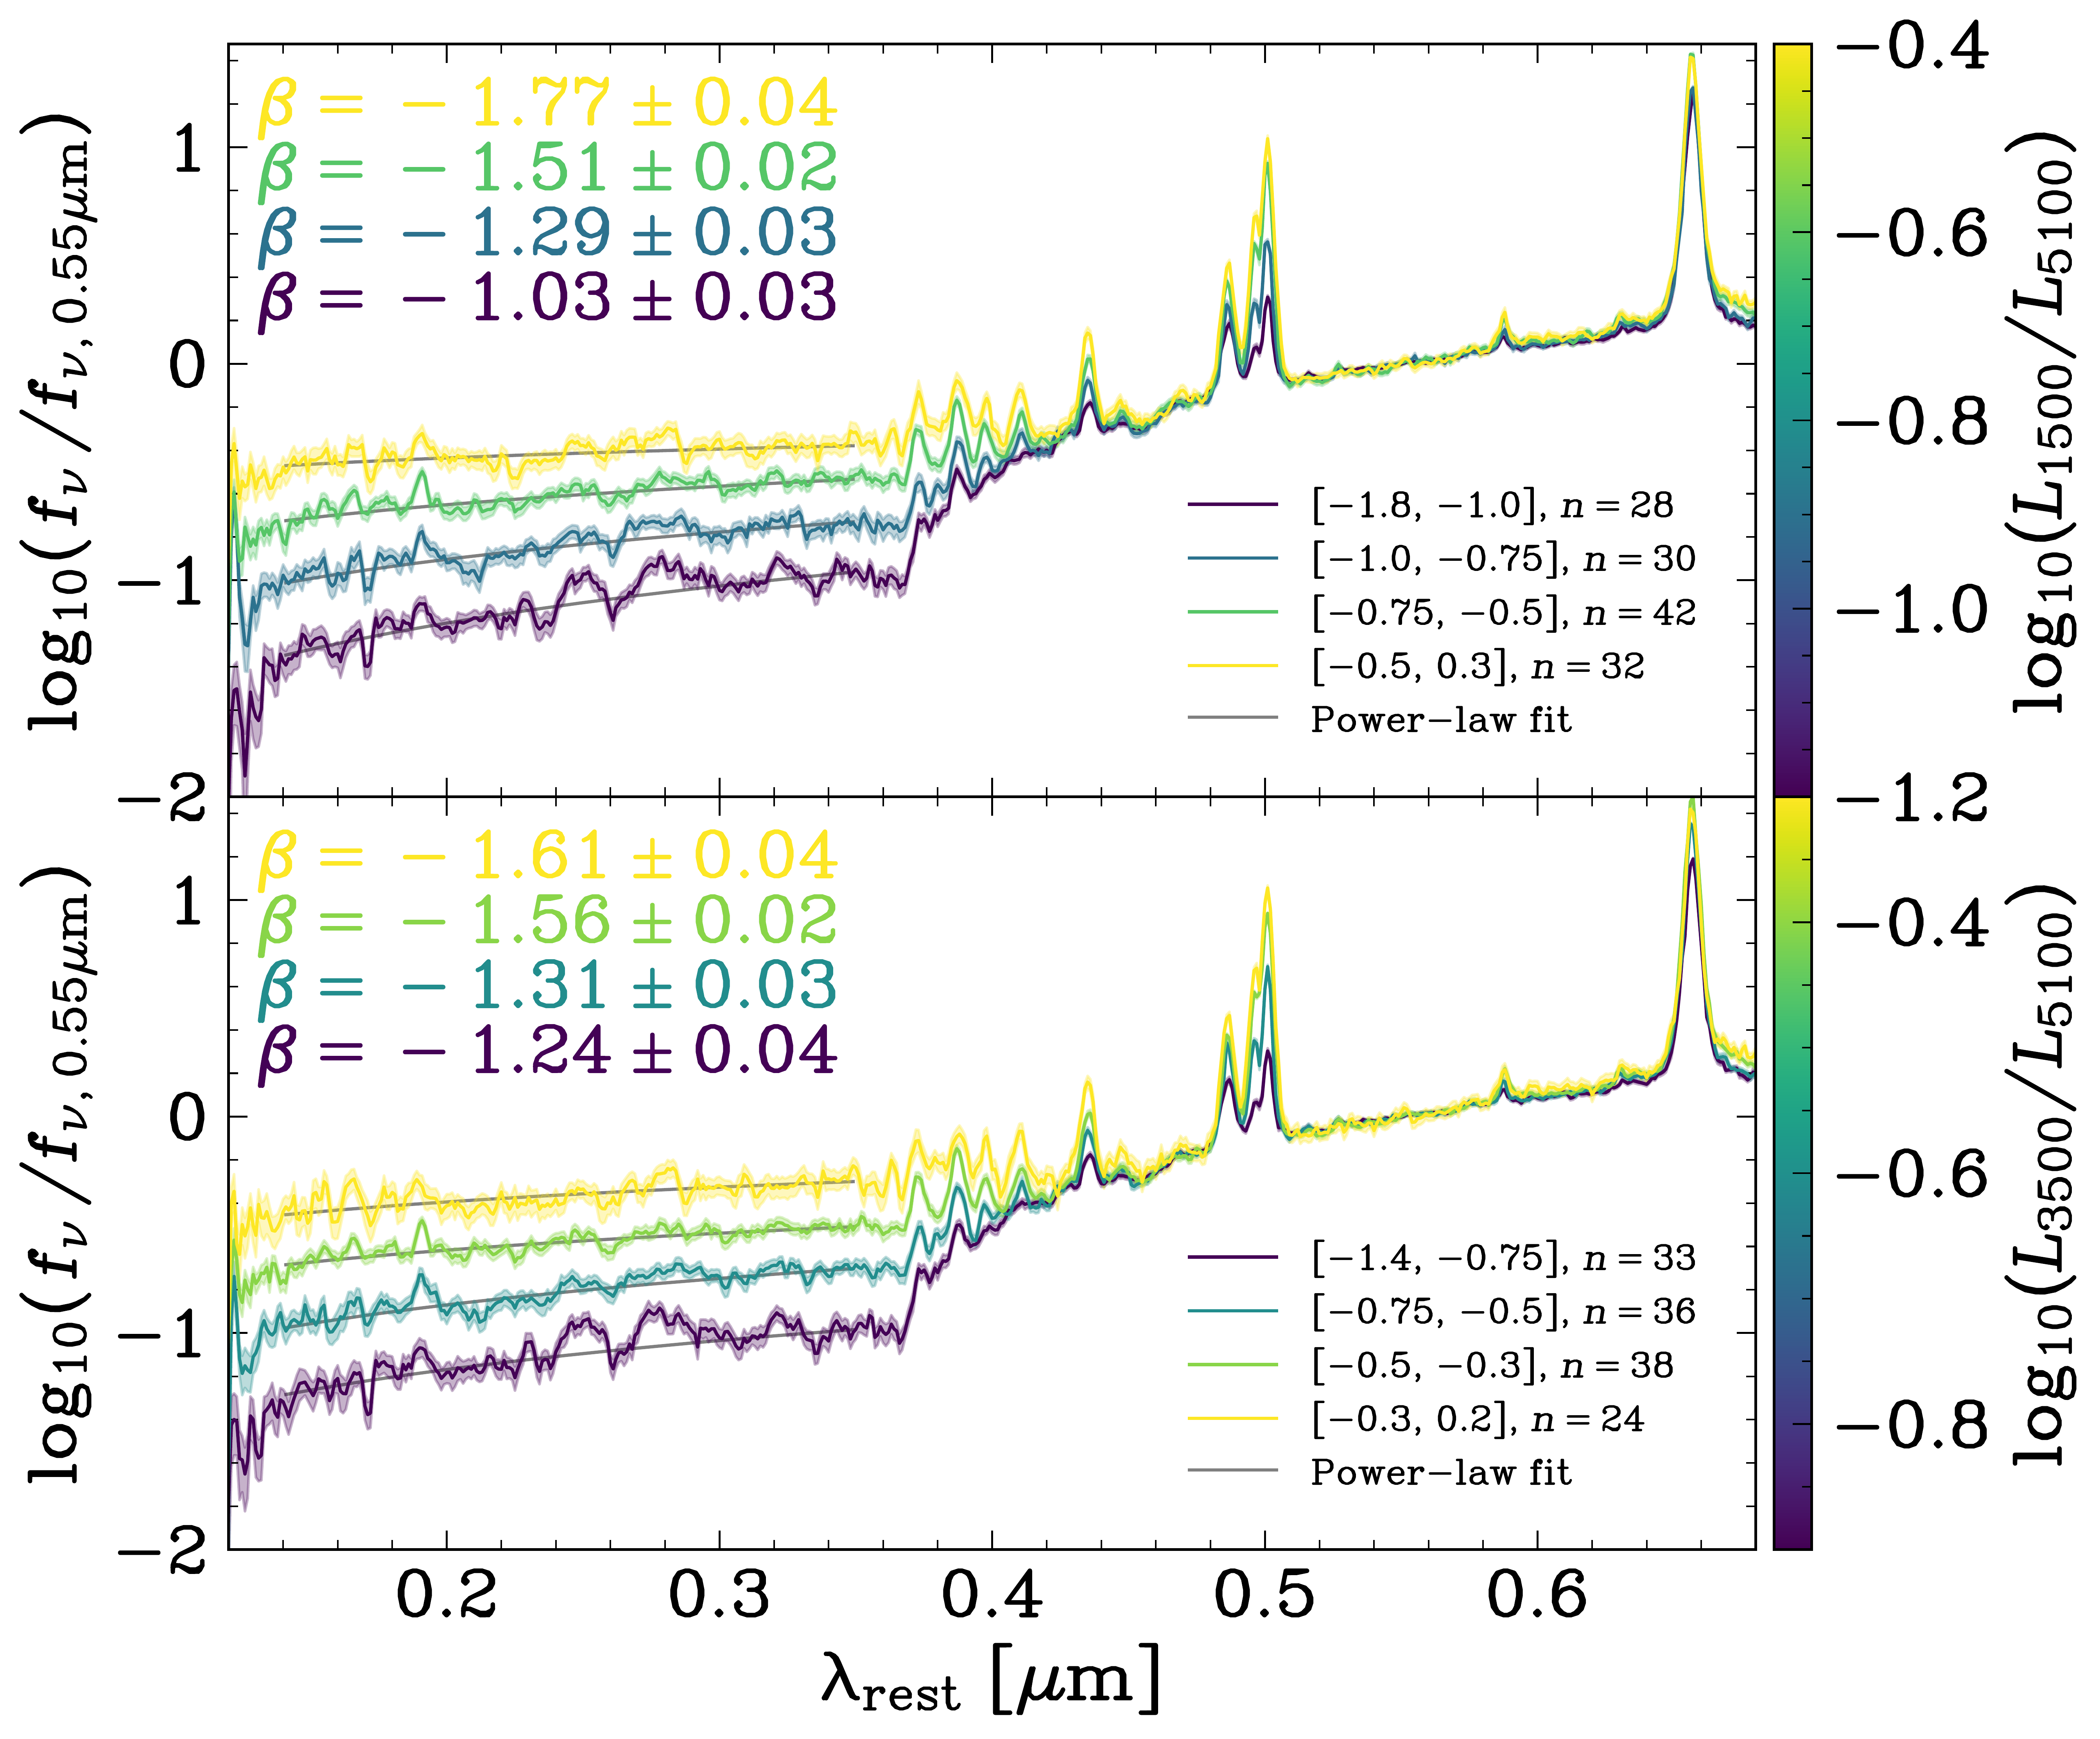 log10(fν/fν, 0.55μm)
1
0
−1
−2
β = − 1.77 ± 0.04
β = − 1.51 ± 0.02
β = − 1.29 ± 0.03
β = − 1.03 ± 0.03
[−1.8, −1.0], n = 28
[−1.0, −0.75], n = 30
[−0.75, −0.5], n = 42
[−0.5, 0.3], n = 32
Power−law fit
−0.4
−0.6
−0.8
−1.0
−1.2
log10(L1500/L5100)
log10(fν/fν, 0.55μm)
1
0
−1
−2
β = − 1.61 ± 0.04
β = − 1.56 ± 0.02
β = − 1.31 ± 0.03
β = − 1.24 ± 0.04
[−1.4, −0.75], n = 33
[−0.75, −0.5], n = 36
[−0.5, −0.3], n = 38
[−0.3, 0.2], n = 24
Power−law fit
−0.4
−0.6
−0.8
log10(L3500/L5100)
0.2 0.3 0.4 0.5 0.6
λrest [μm]